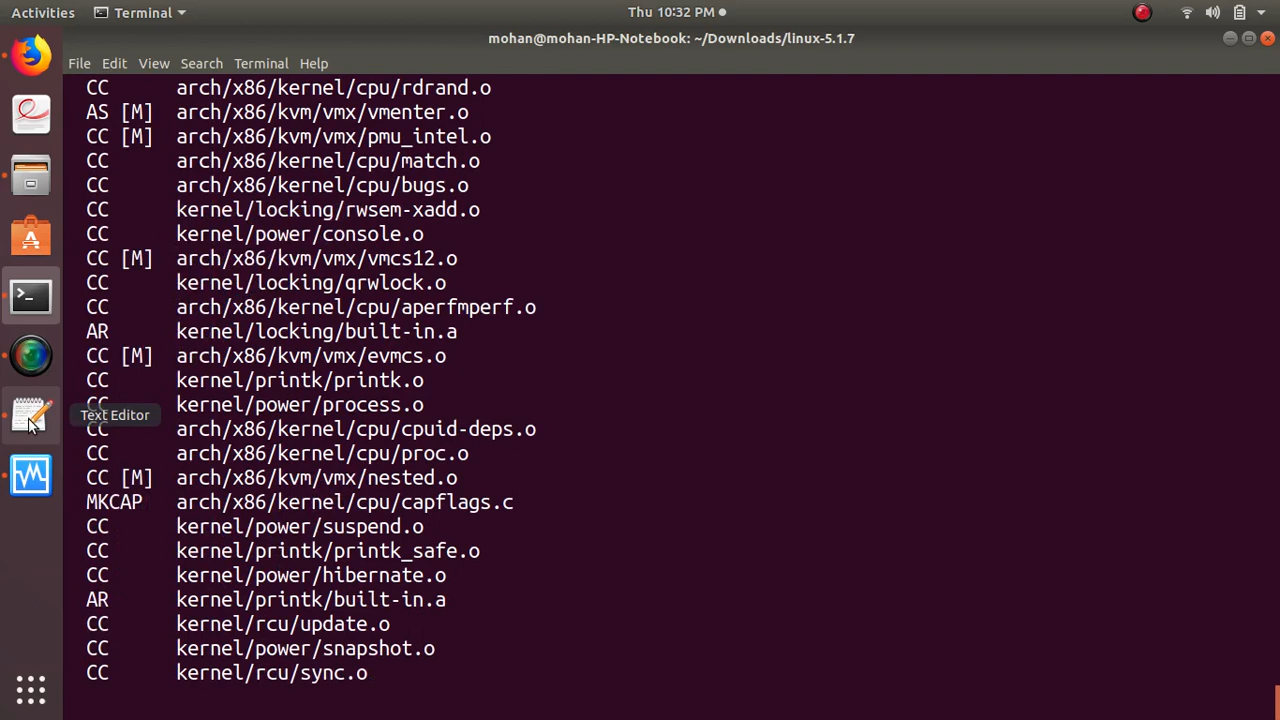 Activities Terminal Thu 10:32 PM
mohan@mohan-HP-Notebook: ~/Downloads/linux-5.1.7
File Edit View Search Terminal Help
CC arch/x86/kernel/cpu/rdrand.o
AS [M] arch/x86/kvm/vmx/vmenter.o
CC [M] arch/x86/kvm/vmx/pmu_intel.o
CC arch/x86/kernel/cpu/match.o
CC arch/x86/kernel/cpu/bugs.o
CC kernel/locking/rwsem-xadd.o
CC kernel/power/console.o
CC [M] arch/x86/kvm/vmx/vmcs12.o
CC kernel/locking/qrwlock.o
CC arch/x86/kernel/cpu/aperfmperf.o
AR kernel/locking/built-in.a
CC [M] arch/x86/kvm/vmx/evmcs.o
CC kernel/printk/printk.o
CC kernel/power/process.o
Text Editor
CC arch/x86/kernel/cpu/cpuid-deps.o
CC arch/x86/kernel/cpu/proc.o
CC [M] arch/x86/kvm/vmx/nested.o
MKCAP arch/x86/kernel/cpu/capflags.c
CC kernel/power/suspend.o
CC kernel/printk/printk_safe.o
CC kernel/power/hibernate.o
AR kernel/printk/built-in.a
CC kernel/rcu/update.o
CC kernel/power/snapshot.o
CC kernel/rcu/sync.o